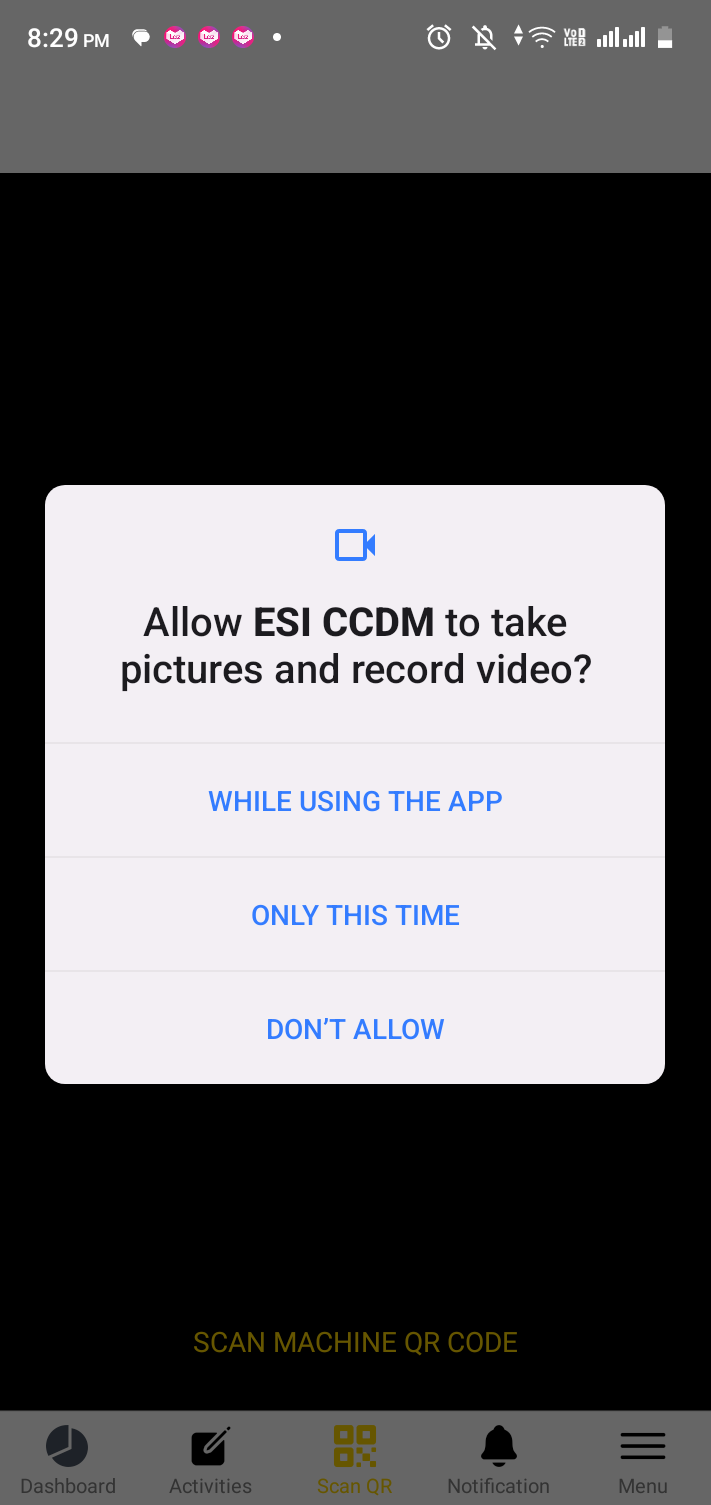 8:29 PM
Allow ESI CCDM to take
pictures and record video?
WHILE USING THE APP
ONLY THIS TIME
DON’T ALLOW
SCAN MACHINE QR CODE
Dashboard Activities Scan QR Notification Menu